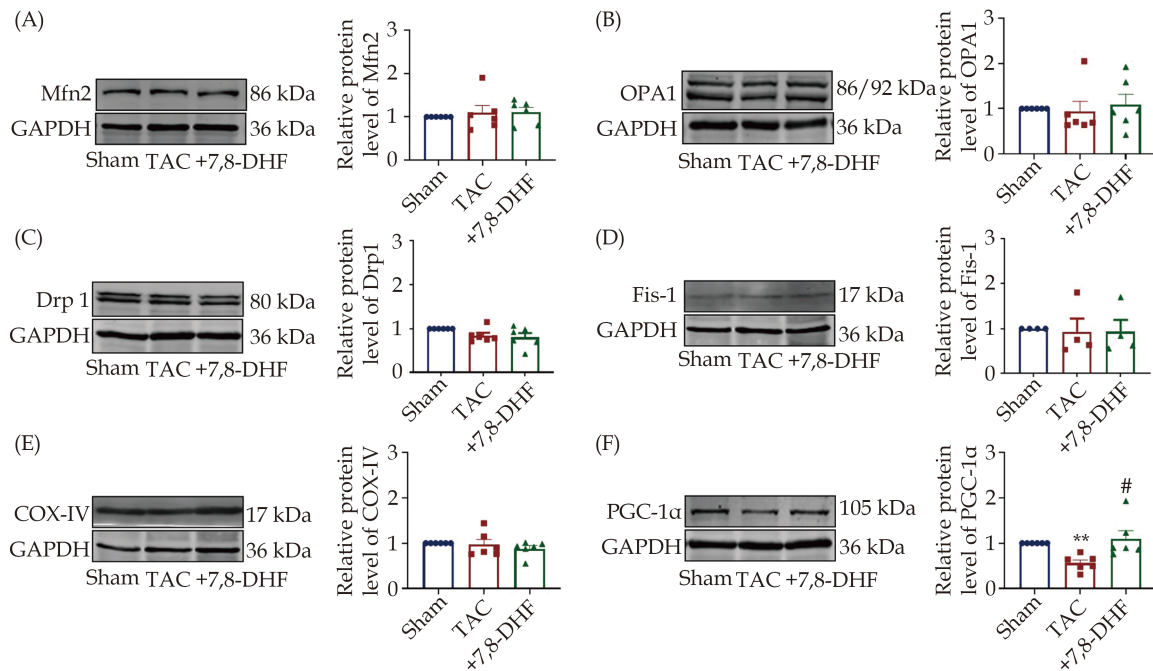 (A)
Mfn2
86 kDa
GAPDH
36 kDa
Sham TAC +7,8-DHF
Relative protein
level of Mfn2
3
2
1
0
Sham
TAC
+7,8-DHF
(B)
OPA1
86/92 kDa
GAPDH
36 kDa
Sham TAC +7,8-DHF
Relative protein
level of OPA1
3
2
1
0
Sham
TAC
+7,8-DHF
(C)
Drp 1
80 kDa
GAPDH
36 kDa
Sham TAC +7,8-DHF
Relative protein
level of Drp1
3
2
1
0
Sham
TAC
+7,8-DHF
(D)
Fis-1
17 kDa
GAPDH
36 kDa
Sham TAC +7,8-DHF
Relative protein
level of Fis-1
3
2
1
0
Sham
TAC
+7,8-DHF
(E)
COX-IV
17 kDa
GAPDH
36 kDa
Sham TAC +7,8-DHF
Relative protein
level of COX-IV
3
2
1
0
Sham
TAC
+7,8-DHF
(F)
PGC-1α
105 kDa
GAPDH
36 kDa
Sham TAC +7,8-DHF
Relative protein
level of PGC-1α
3
2
1
0
**
#
Sham
TAC
+7,8-DHF